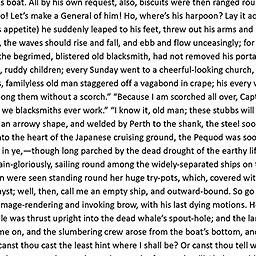 s boat. All by his own request, also, biscuits were then ranged rou
o! Let's make a General of him! Ho, where's his harpoon? Lay it ac
s appetite) he suddenly leaped to his feet, threw out his arms and
, the waves should rise and fall, and ebb and flow unceasingly; for
the begrimed, blistered old blacksmith, had not removed his porta
, ruddy children; every Sunday went to a cheerful-looking church,
s, familyless old man staggered off a vagabond in crape; his every v
ong them without a scorch." "Because I am scorched all over, Capt
we blacksmiths ever work." "I know it, old man; these stubbs will
an arrowy shape, and welded by Perth to the shank, the steel soo
nto the heart of the Japanese cruising ground, the Pequod was soo
in ye,—though long parched by the dead drought of the earthy lif
ain-gloriously, sailing round among the widely-separated ships on t
n were seen standing round her huge try-pots, which, covered wit
yst; well, then, call me an empty ship, and outward-bound. So go
mage-rendering and invoking brow, with his last dying motions. H
le was thrust upright into the dead whale's spout-hole; and the la
me on, and the slumbering crew arose from the boat's bottom, and
canst thou cast the least hint where I shall be? Or canst thou tell w